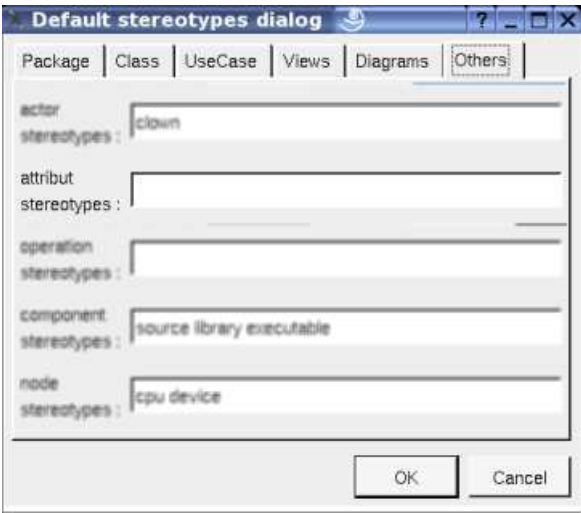 Default stereotypes dialog ? _ X
Package Class UseCase Views Diagrams Others
actor
stereotypes :
clown
attribut
stereotypes :
operation
stereotypes :
component
stereotypes :
source library executable
node
stereotypes :
cpu device
OK Cancel